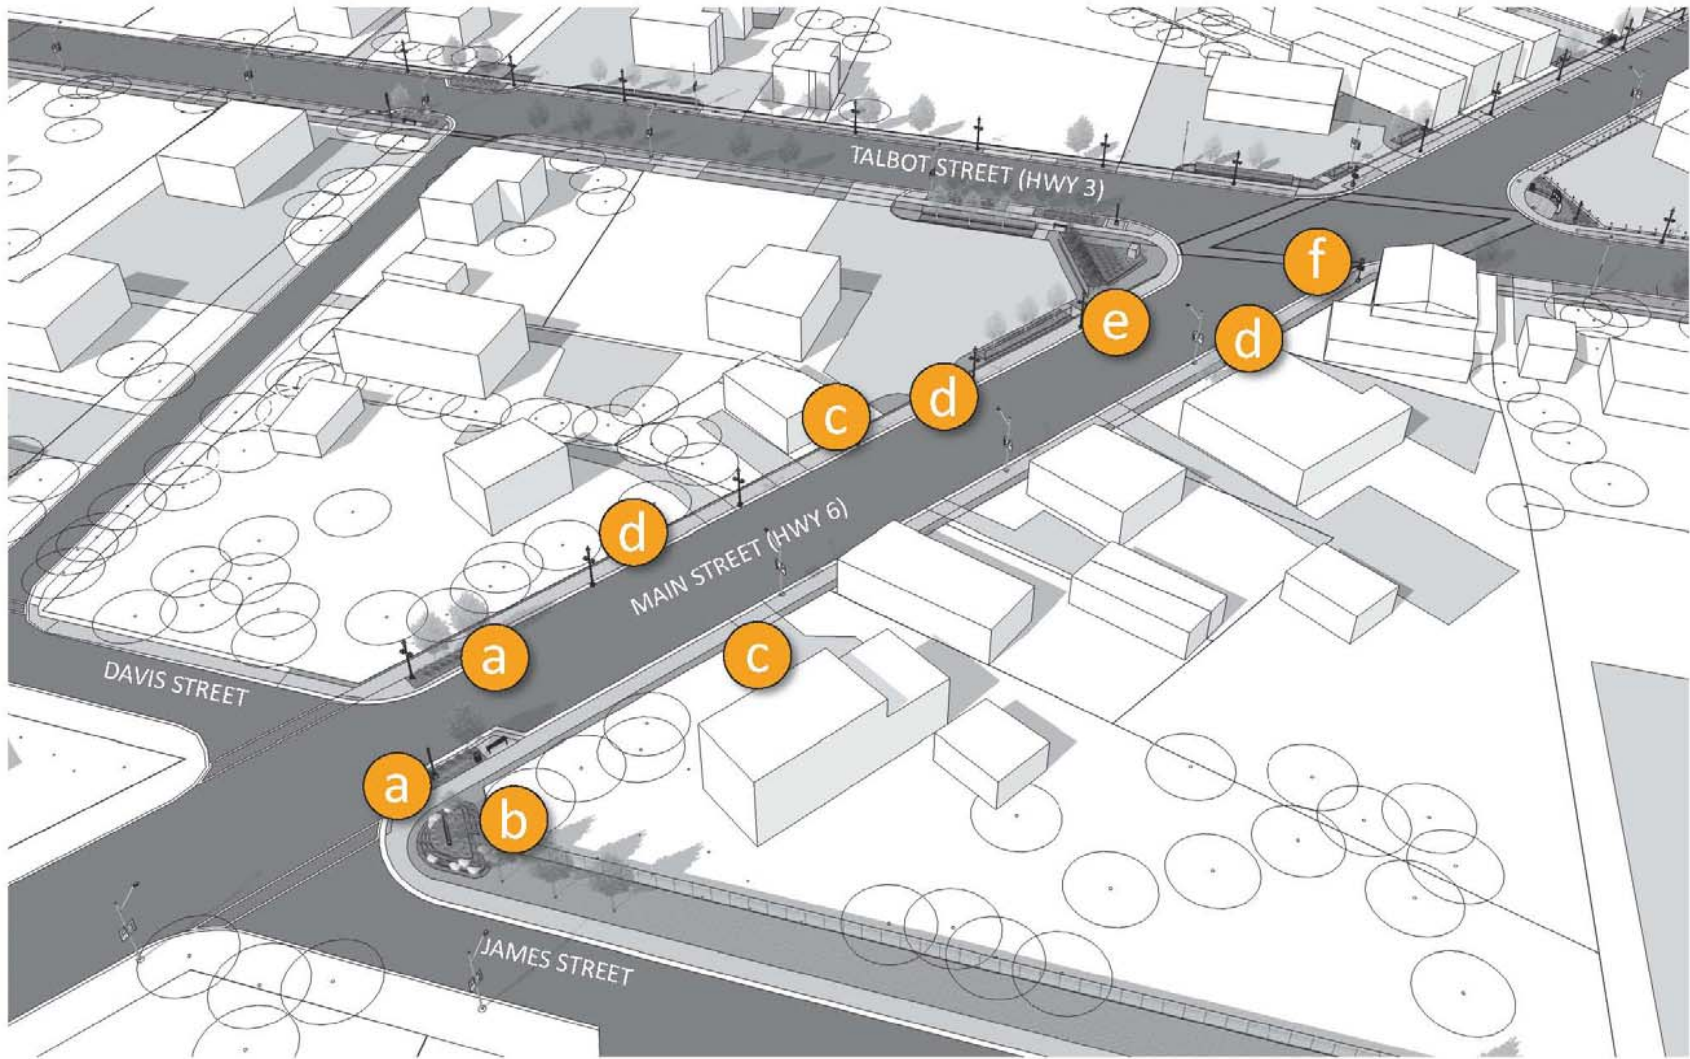 TALBOT STREET (HWY 3)
f
e
d
d
c
d
MAIN STREET (HWY 6)
a
c
DAVIS STREET
a
b
JAMES STREET